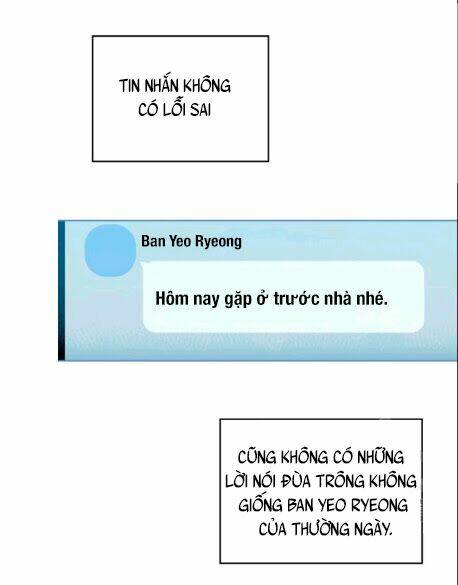 TIN NHẮN KHÔNG
CÓ LỖI SAI
Ban Yeo Ryeong
Hôm nay gặp ở trước nhà nhé.
CŨNG KHÔNG CÓ NHỮNG
LỜI NÓI ĐÙA TRÔNG KHÔNG
GIỐNG BAN YEO RYEONG
CỦA THƯỜNG NGÀY.